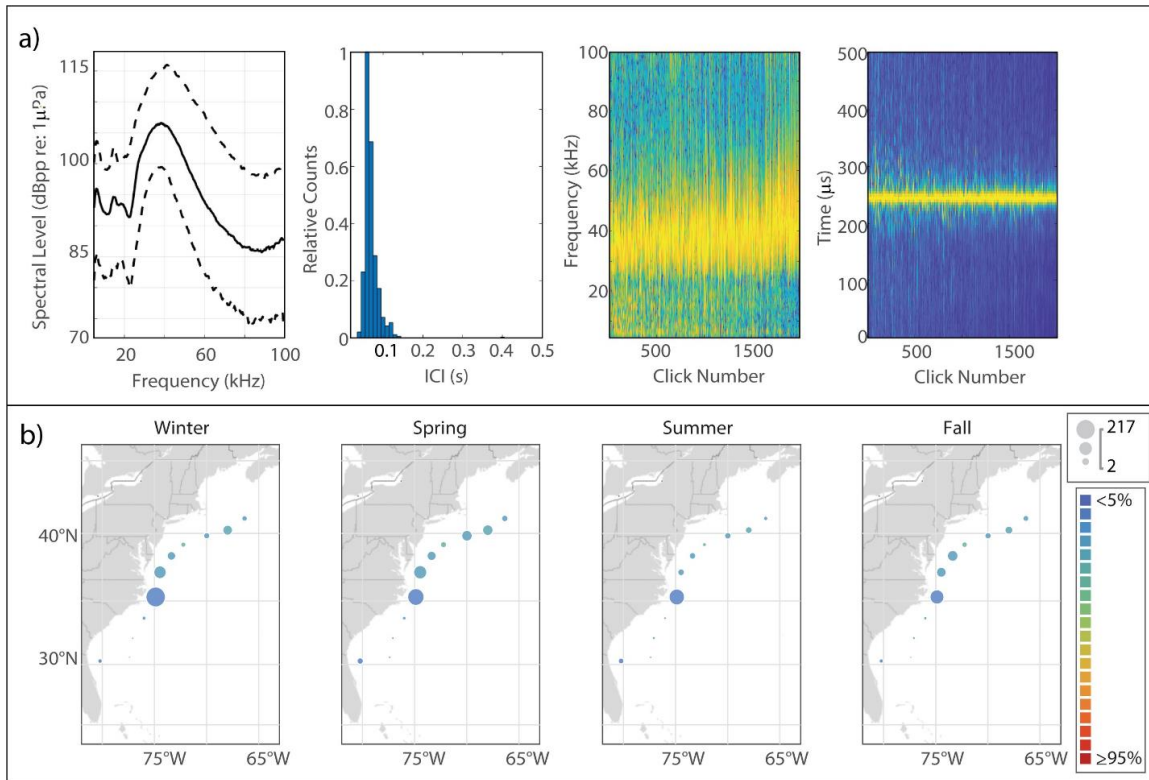 a)
Spectral Level (dBpp re: 1µPa)
115
100
85
70
20
60
100
Frequency (kHz)
Relative Counts
1
0.8
0.6
0.4
0.2
0
0.1
0.2
0.3
0.4
0.5
ICI (s)
Frequency (kHz)
100
80
60
40
20
500
1500
Click Number
Time (µs)
500
400
300
200
100
0
500
1500
Click Number
b)
Winter
Spring
Summer
Fall
40°N
30°N
75°W
65°W
75°W
65°W
75°W
65°W
75°W
65°W
217
2
<5%
≥95%